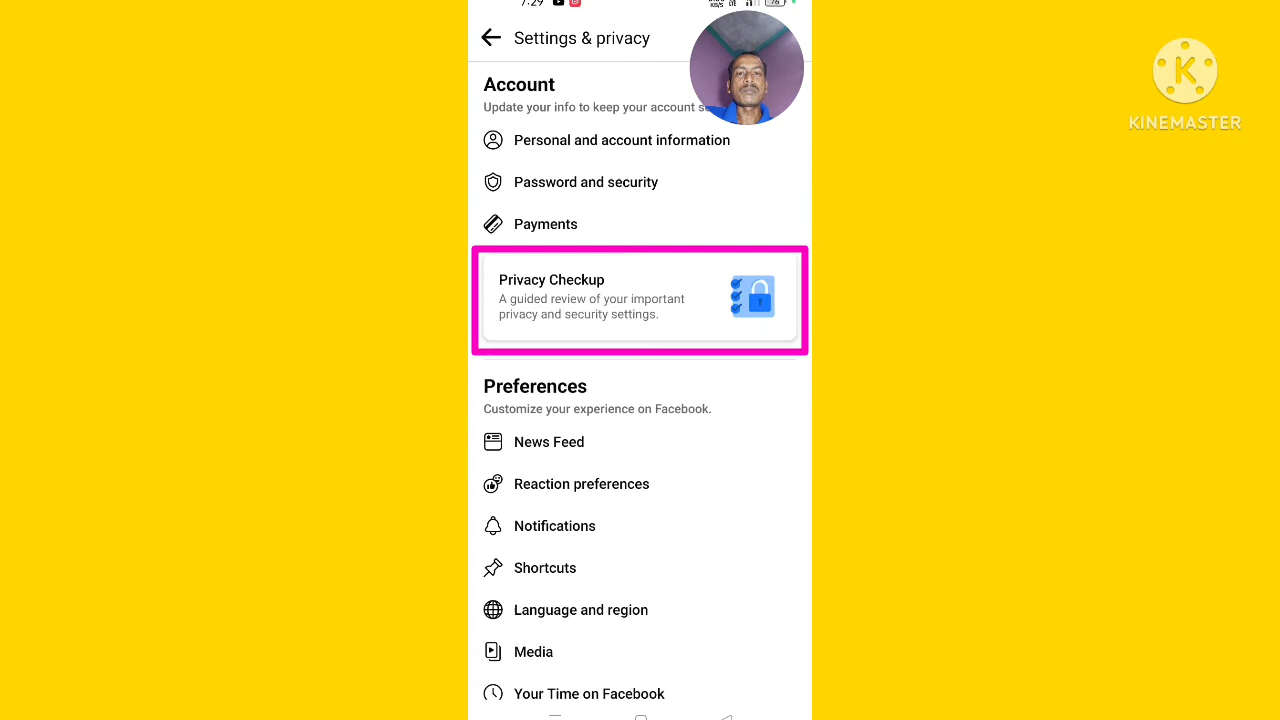 7:29
Settings & privacy
Account
Update your info to keep your account
Personal and account information
Password and security
Payments
Privacy Checkup
A guided review of your important
privacy and security settings.
Preferences
Customize your experience on Facebook.
News Feed
Reaction preferences
Notifications
Shortcuts
Language and region
Media
Your Time on Facebook
K
KINEMASTER